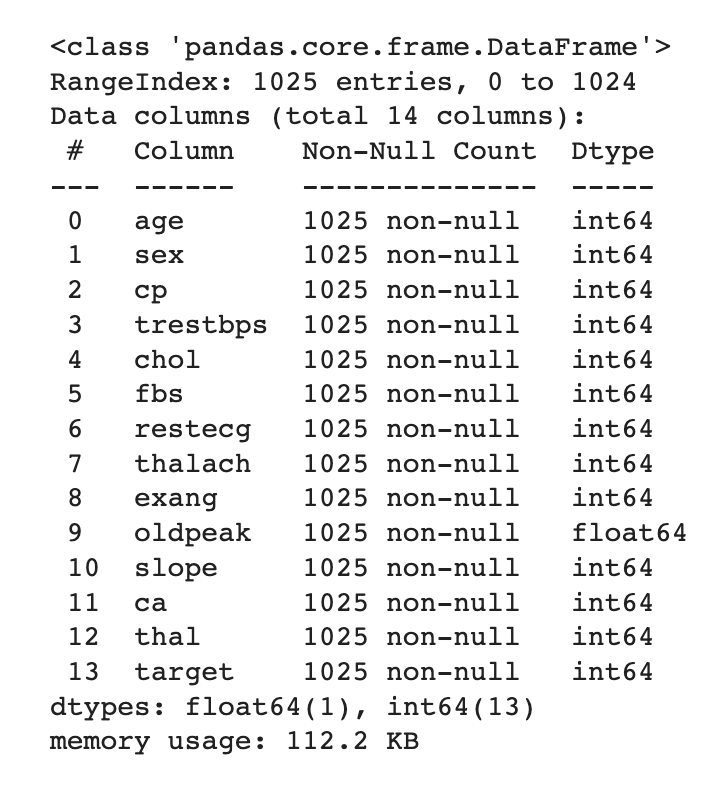 <class 'pandas.core.frame.DataFrame'>
RangeIndex: 1025 entries, 0 to 1024
Data columns (total 14 columns):
 #   Column    Non-Null Count  Dtype
---  ------    --------------  -----
 0   age       1025 non-null   int64
 1   sex       1025 non-null   int64
 2   cp        1025 non-null   int64
 3   trestbps  1025 non-null   int64
 4   chol      1025 non-null   int64
 5   fbs       1025 non-null   int64
 6   restecg   1025 non-null   int64
 7   thalach   1025 non-null   int64
 8   exang     1025 non-null   int64
 9   oldpeak   1025 non-null   float64
 10  slope     1025 non-null   int64
 11  ca        1025 non-null   int64
 12  thal      1025 non-null   int64
 13  target    1025 non-null   int64
dtypes: float64(1), int64(13)
memory usage: 112.2 KB